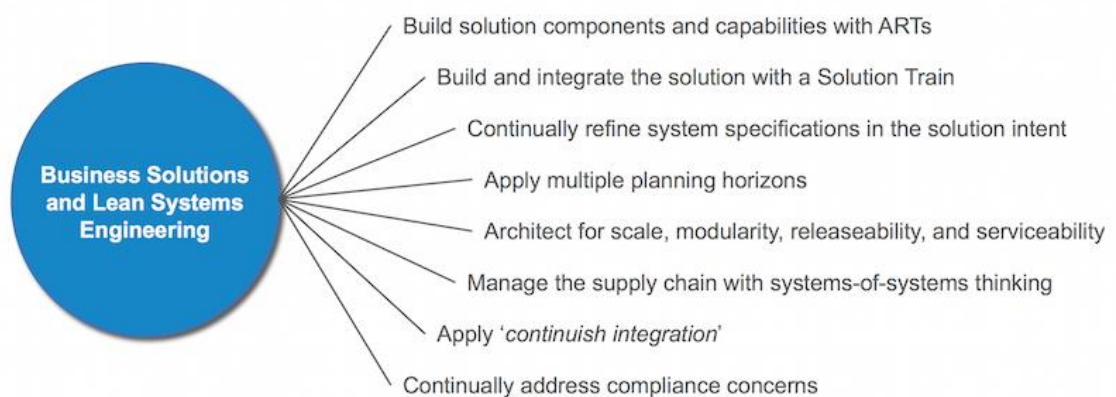 Build solution components and capabilities with ARTs
Build and integrate the solution with a Solution Train
Continually refine system specifications in the solution intent
Business Solutions
and Lean Systems
Engineering
Apply multiple planning horizons
Architect for scale, modularity, releaseability, and serviceability
Manage the supply chain with systems-of-systems thinking
Apply ‘continuish integration’
Continually address compliance concerns